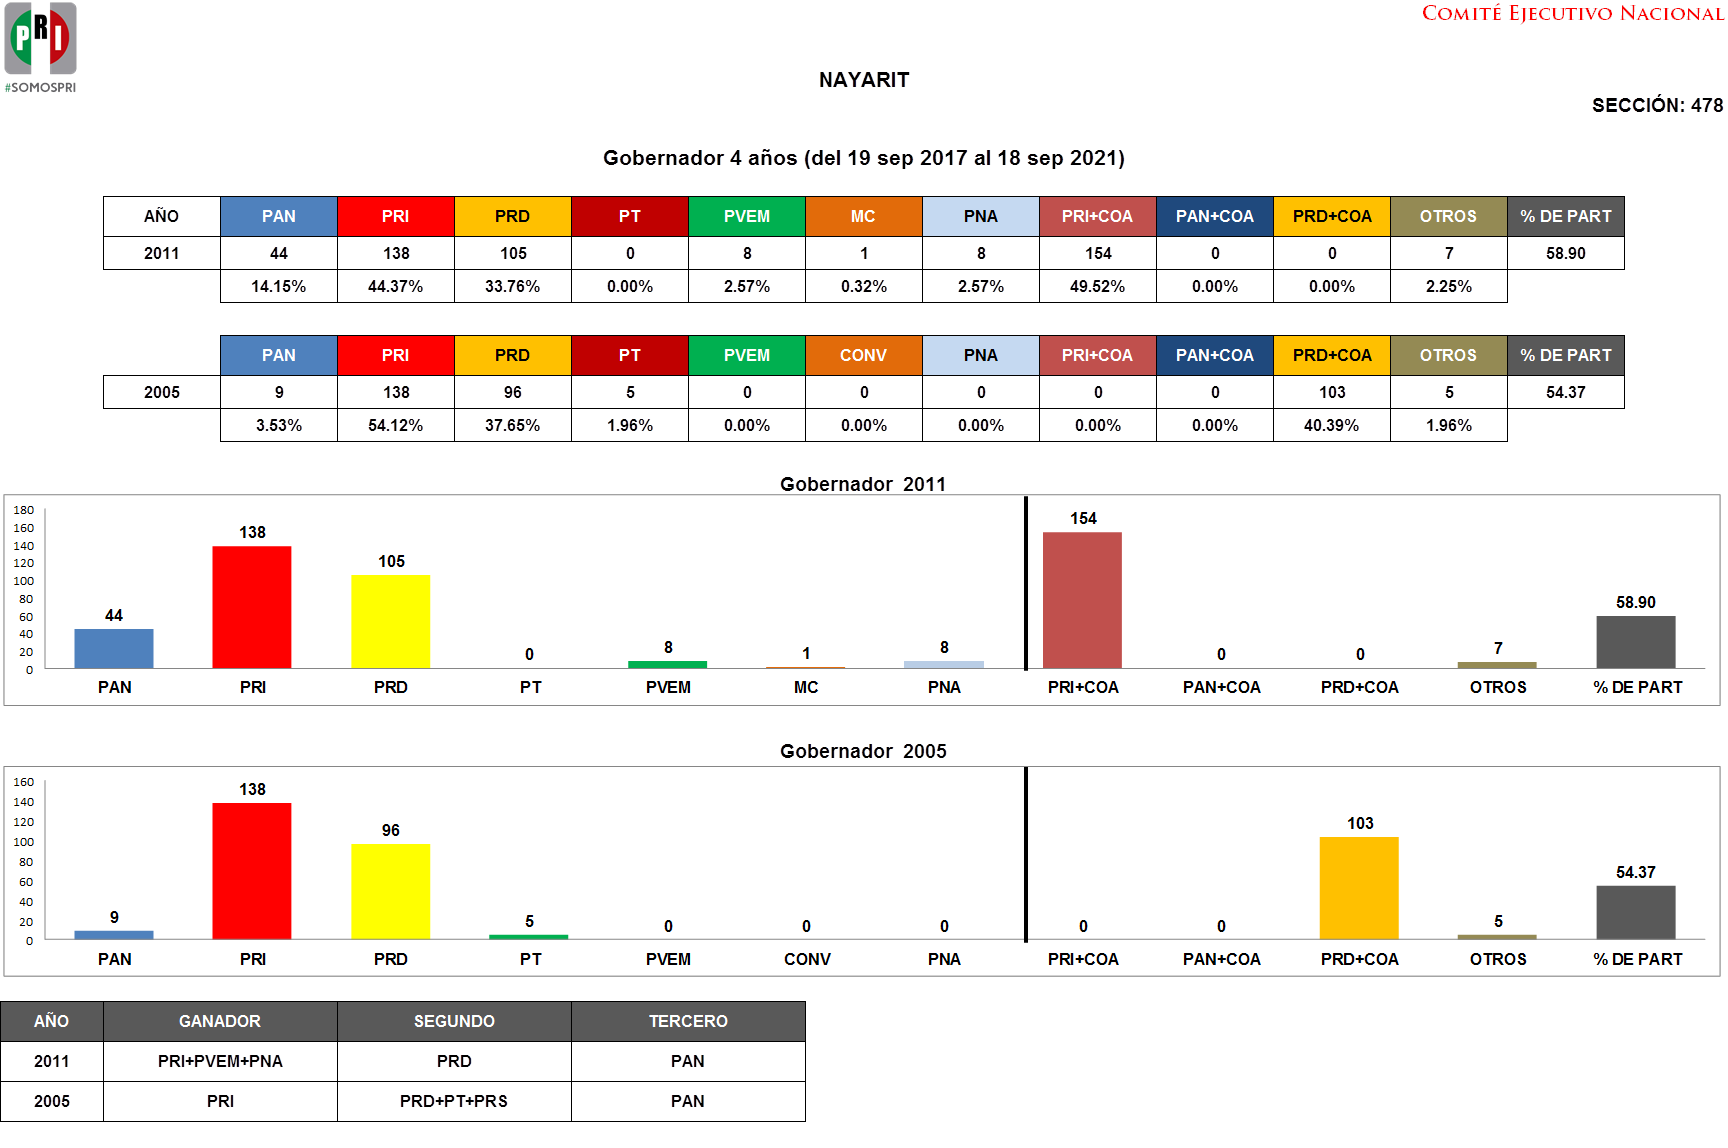 PRI
#SOMOSPRI
COMITÉ EJECUTIVO NACIONAL
NAYARIT
SECCIÓN: 478
Gobernador 4 años (del 19 sep 2017 al 18 sep 2021)
AÑO PAN PRI PRD PT PVEM MC PNA PRI+COA PAN+COA PRD+COA OTROS % DE PART
2011 44 138 105 0 8 1 8 154 0 0 7 58.90
14.15% 44.37% 33.76% 0.00% 2.57% 0.32% 2.57% 49.52% 0.00% 0.00% 2.25%
PAN PRI PRD PT PVEM CONV PNA PRI+COA PAN+COA PRD+COA OTROS % DE PART
2005 9 138 96 5 0 0 0 0 0 103 5 54.37
3.53% 54.12% 37.65% 1.96% 0.00% 0.00% 0.00% 0.00% 0.00% 40.39% 1.96%
Gobernador 2011
180
160
140
120
100
80
60
40
20
0
44 138 105 0 8 1 8 154 0 0 7 58.90
PAN PRI PRD PT PVEM MC PNA PRI+COA PAN+COA PRD+COA OTROS % DE PART
Gobernador 2005
160
140
120
100
80
60
40
20
0
9 138 96 5 0 0 0 0 0 103 5 54.37
PAN PRI PRD PT PVEM CONV PNA PRI+COA PAN+COA PRD+COA OTROS % DE PART
AÑO GANADOR SEGUNDO TERCERO
2011 PRI+PVEM+PNA PRD PAN
2005 PRI PRD+PT+PRS PAN